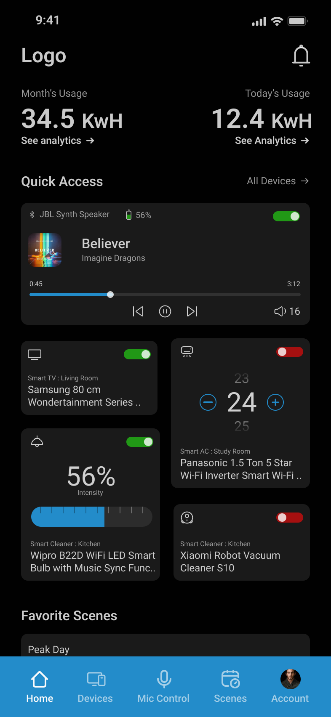 9:41
Logo
Month's Usage
Today's Usage
34.5 KwH
12.4 KwH
See analytics →
See Analytics →
Quick Access
All Devices →
JBL Synth Speaker
56%
Believer
Imagine Dragons
0:45
3:12
16
Smart TV : Living Room
Samsung 80 cm
Wondertainment Series ..
23
24
25
Smart AC : Study Room
Panasonic 1.5 Ton 5 Star
Wi-Fi Inverter Smart Wi-Fi ..
56%
Intensity
Smart Cleaner : Kitchen
Wipro B22D WiFi LED Smart
Bulb with Music Sync Func..
Smart Cleaner : Kitchen
Xiaomi Robot Vacuum
Cleaner S10
Favorite Scenes
Peak Day
Home
Devices
Mic Control
Scenes
Account